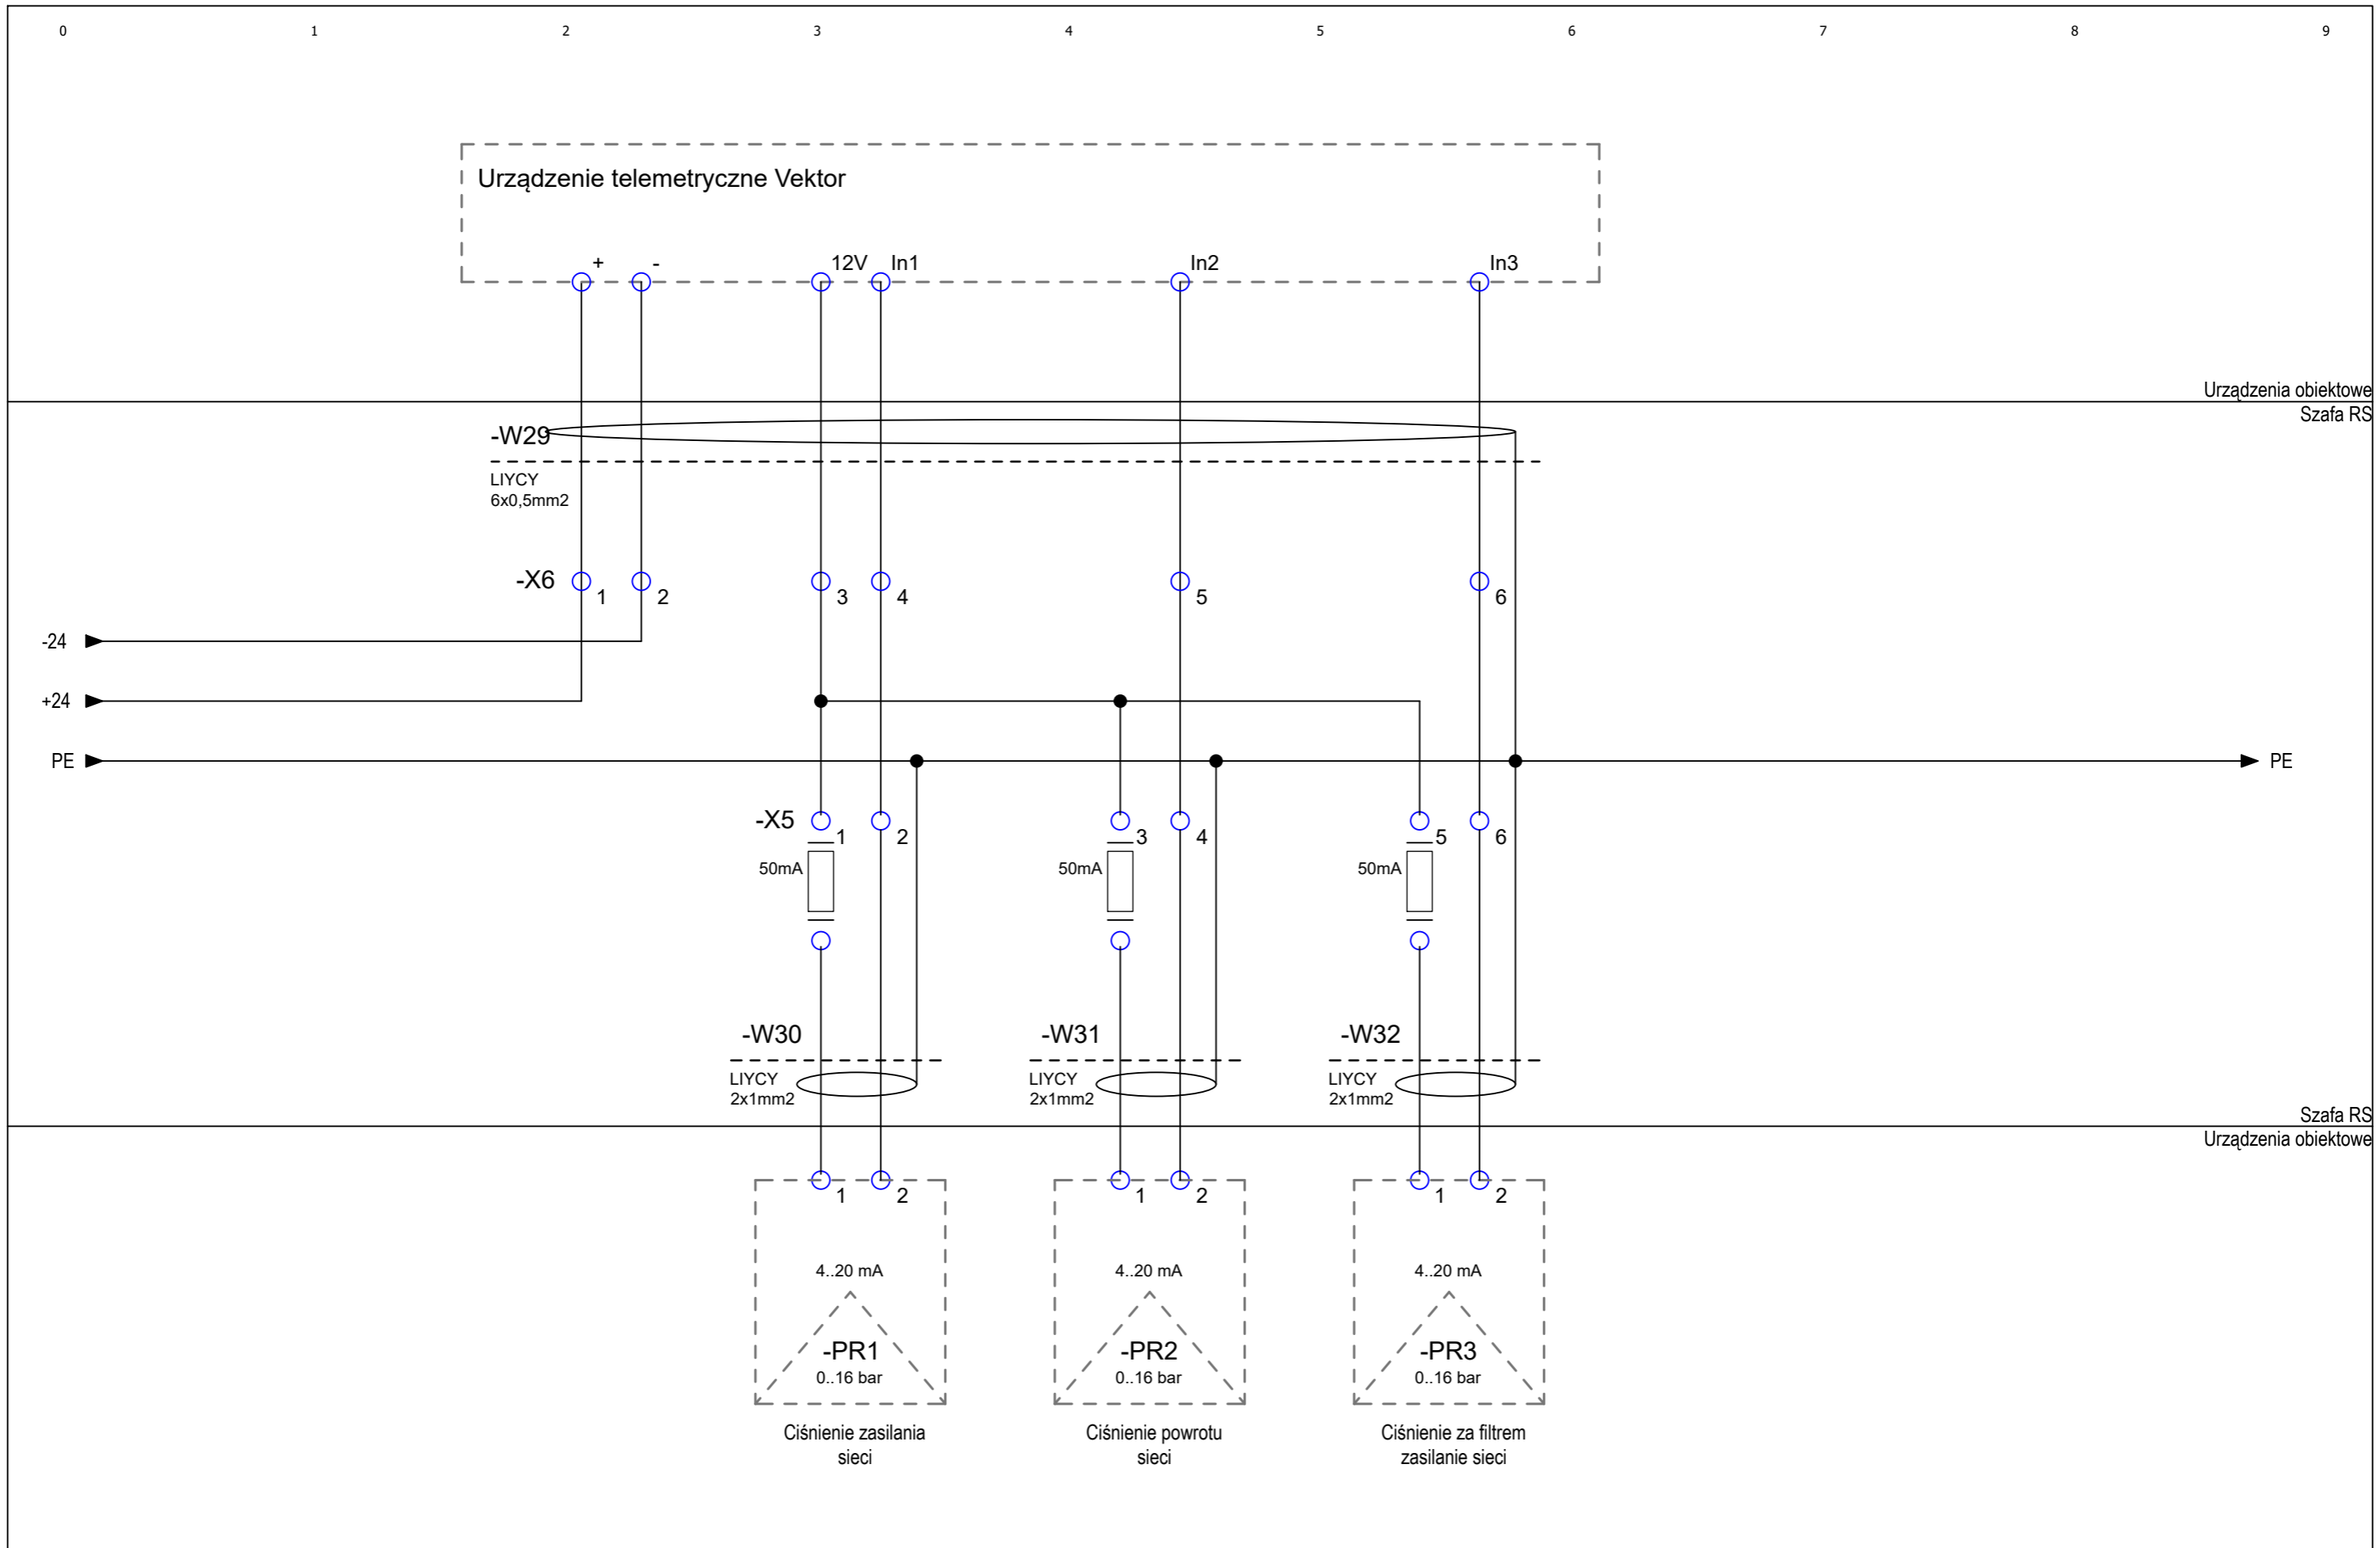 0 1 2 3 4 5 6 7 8 9
Urządzenie telemetryczne Vektor
+ - 12V In1 In2 In3
Urządzenia obiektowe
Szafa RS
-W29
LIYCY
6x0,5mm2
-X6 1 2 3 4 5 6
-24
+24
PE PE
-X5 1 2 3 4 5 6
50mA 50mA 50mA
-W30 -W31 -W32
LIYCY LIYCY LIYCY
2x1mm2 2x1mm2 2x1mm2
Szafa RS
Urządzenia obiektowe
1 2 1 2 1 2
4..20 mA 4..20 mA 4..20 mA
-PR1 -PR2 -PR3
0..16 bar 0..16 bar 0..16 bar
Ciśnienie zasilania Ciśnienie powrotu Ciśnienie za filtrem
sieci sieci zasilanie sieci